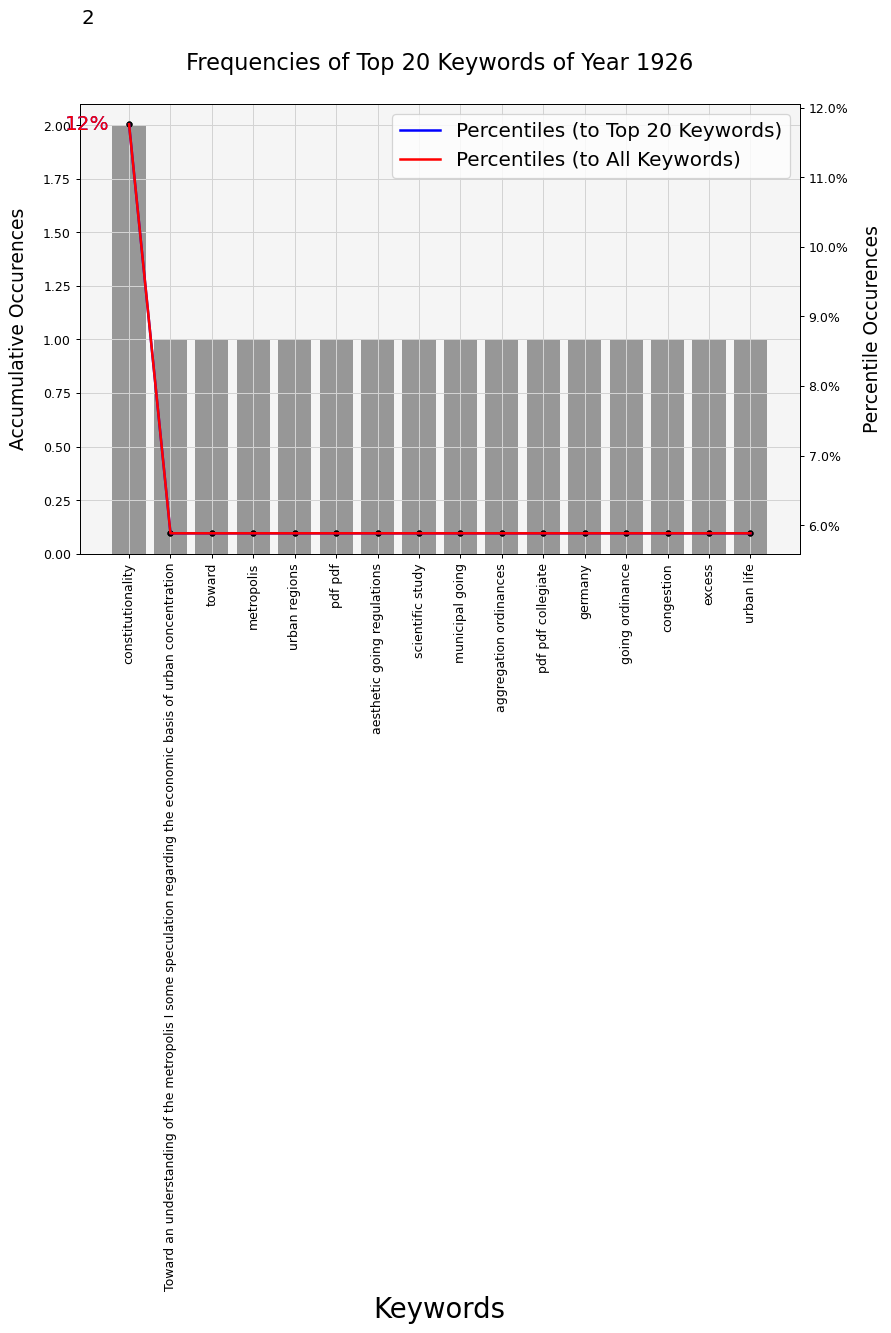 2
Frequencies of Top 20 Keywords of Year 1926
12%
Percentiles (to Top 20 Keywords)
Percentiles (to All Keywords)
Accumulative Occurences
2.00
1.75
1.50
1.25
1.00
0.75
0.50
0.25
0.00
12.0%
11.0%
10.0%
9.0%
8.0%
7.0%
6.0%
Percentile Occurences
constitutionality
Toward an understanding of the metropolis I some speculation regarding the economic basis of urban concentration
toward
metropolis
urban regions
pdf pdf
aesthetic going regulations
scientific study
municipal going
aggregation ordinances
pdf pdf collegiate
germany
going ordinance
congestion
excess
urban life
Keywords